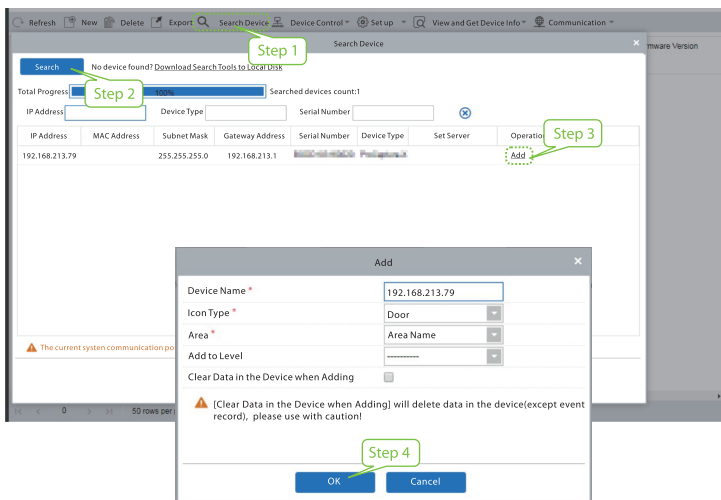 Refresh New Delete Export Search Device Device Control Set up View and Get Device Info Communication
Step 1
Search Device ×
mware Version
Search No device found? Download Search Tools to Local Disk
Step 2
Total Progress 100% Searched devices count:1
IP Address Device Type Serial Number
IP Address MAC Address Subnet Mask Gateway Address Serial Number Device Type Set Server Operation
Step 3
192.168.213.79 255.255.255.0 192.168.213.1 Add
Add ×
Device Name * 192.168.213.79
Icon Type * Door
Area * Area Name
The current systen communication po
Add to Level ----------
Clear Data in the Device when Adding
[Clear Data in the Device when Adding] will delete data in the device(except event
record), please use with caution!
0 50 rows per
Step 4
OK Cancel